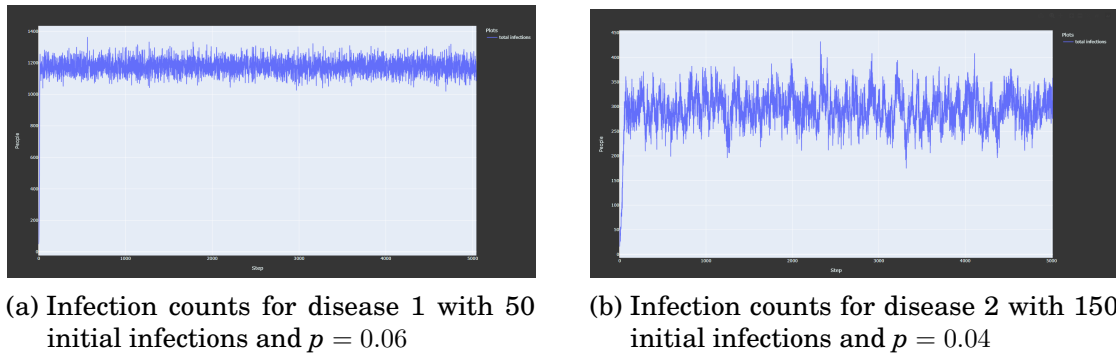 1400
1200
1000
800
600
400
200
0
People
0
1000
2000
3000
4000
5000
Step
Plots
total infections
450
400
350
300
250
200
150
100
50
0
People
0
1000
2000
3000
4000
5000
Step
Plots
total infections
(a) Infection counts for disease 1 with 50
initial infections and p = 0.06
(b) Infection counts for disease 2 with 150
initial infections and p = 0.04